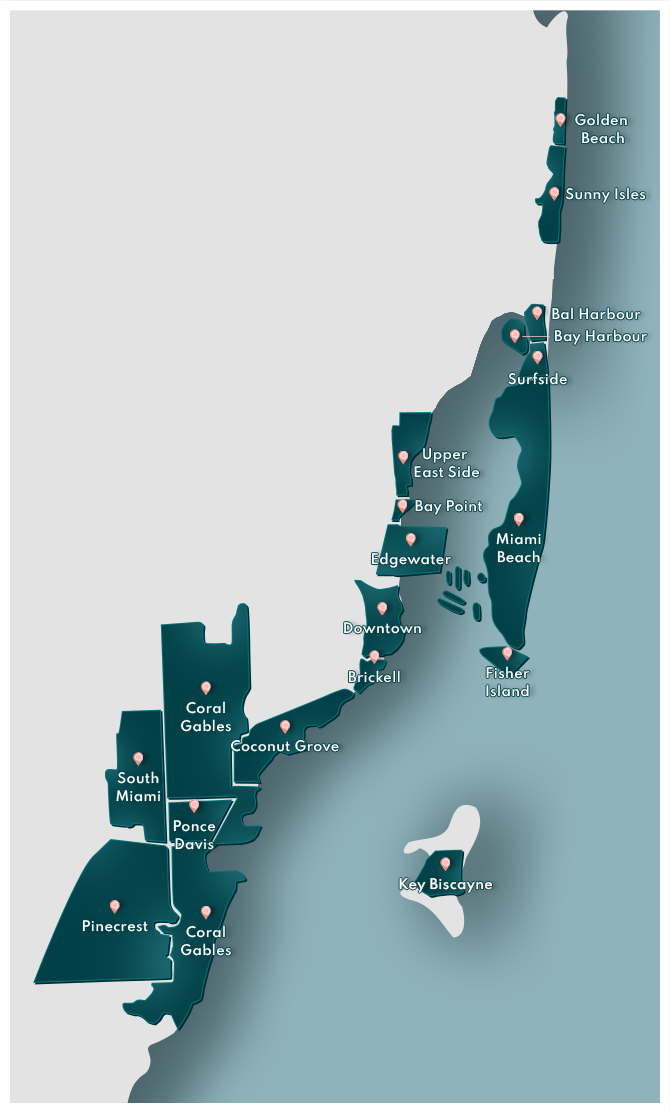 Golden
Beach
Sunny Isles
Bal Harbour
Bay Harbour
Surfside
Upper
East Side
Bay Point
Miami
Beach
Edgewater
Downtown
Brickell
Fisher
Island
Coral
Gables
Coconut Grove
South
Miami
Ponce
Davis
Key Biscayne
Pinecrest
Coral
Gables